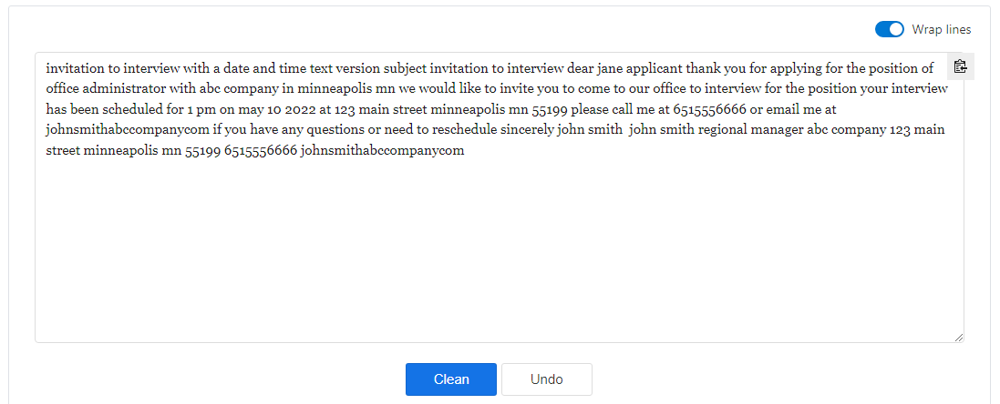 Wrap lines
invitation to interview with a date and time text version subject invitation to interview dear jane applicant thank you for applying for the position of
office administrator with abc company in minneapolis mn we would like to invite you to come to our office to interview for the position your interview
has been scheduled for 1 pm on may 10 2022 at 123 main street minneapolis mn 55199 please call me at 6515556666 or email me at
johnsmithabccompanycom if you have any questions or need to reschedule sincerely john smith  john smith regional manager abc company 123 main
street minneapolis mn 55199 6515556666 johnsmithabccompanycom
Clean Undo